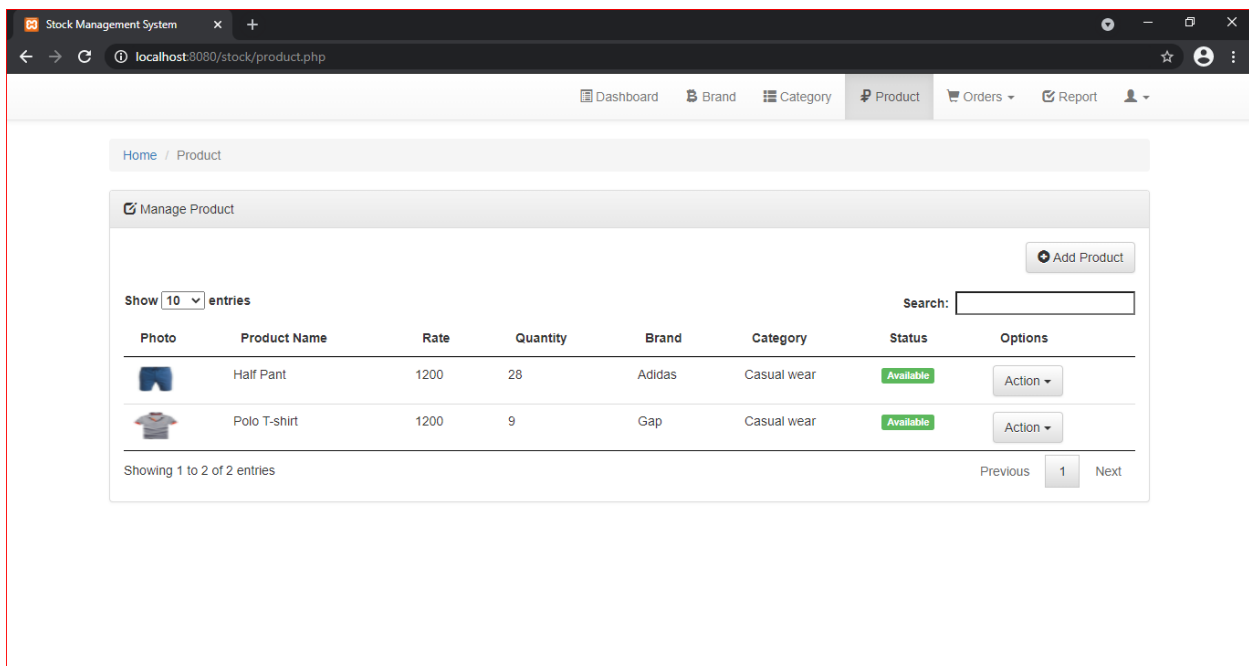 Stock Management System
localhost:8080/stock/product.php
Dashboard Brand Category Product Orders Report
Home / Product
Manage Product
Add Product
Show 10 entries Search:
Photo Product Name Rate Quantity Brand Category Status Options
Half Pant 1200 28 Adidas Casual wear Available Action
Polo T-shirt 1200 9 Gap Casual wear Available Action
Showing 1 to 2 of 2 entries Previous 1 Next